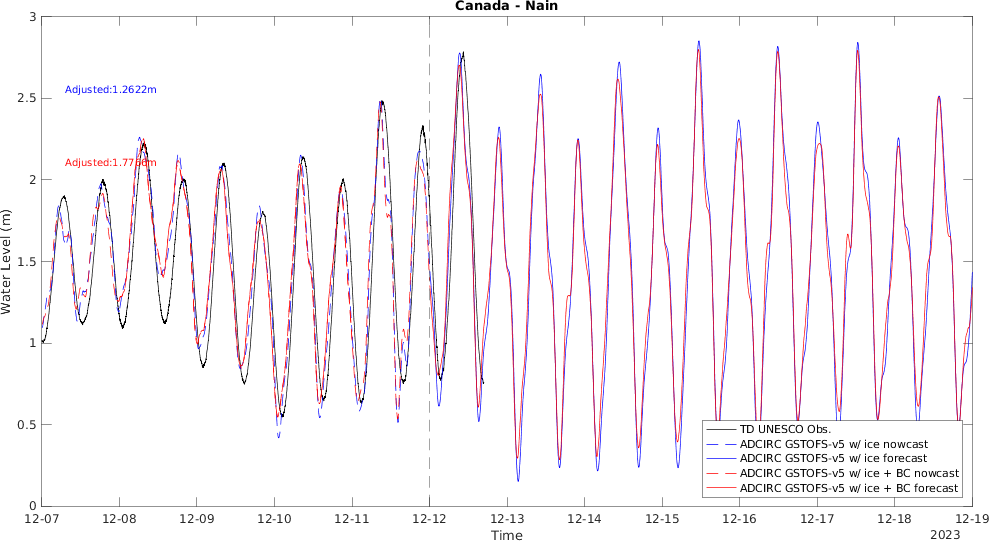 Canada - Nain
3
2.5
2
1.5
1
0.5
0
Water Level (m)
Adjusted:1.2622m
Adjusted:1.7766m
TD UNESCO Obs.
ADCIRC GSTOFS-v5 w/ ice nowcast
ADCIRC GSTOFS-v5 w/ ice forecast
ADCIRC GSTOFS-v5 w/ ice + BC nowcast
ADCIRC GSTOFS-v5 w/ ice + BC forecast
12-07 12-08 12-09 12-10 12-11 12-12 12-13 12-14 12-15 12-16 12-17 12-18 12-19
Time
2023